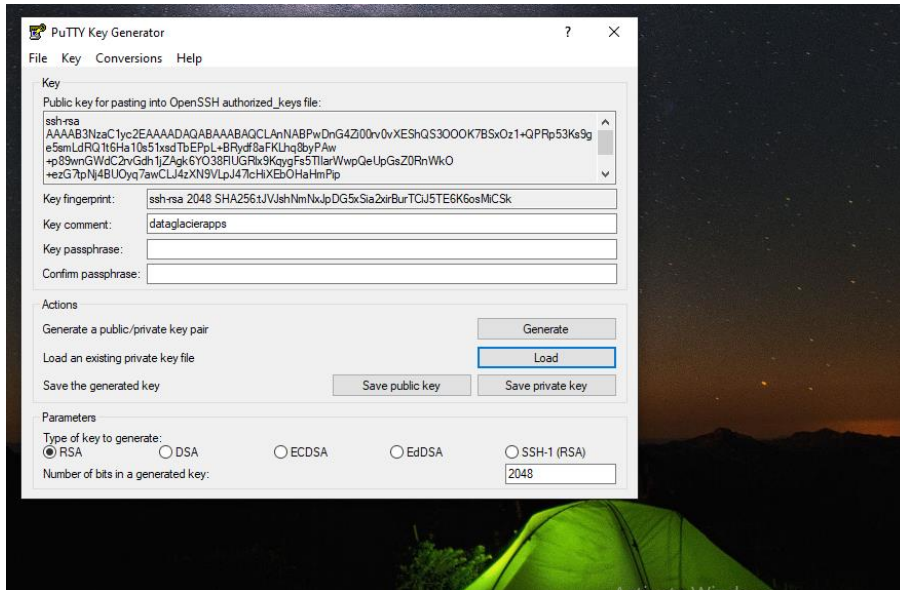 PuTTY Key Generator
?
File Key Conversions Help
Key
Public key for pasting into OpenSSH authorized_keys file:
ssh-rsa
AAAAB3NzaC1yc2EAAAADAQABAAABAQCLAnNABPwDnG4Zi00rv0vXEShQS3OOOK7BSxOz1+QPRp53Ks9g
e5smLdRQ1t6Ha10s51xsdTbEPpL+BRydf8aFKLhq8byPAw
+p89wnGWdC2rvGdh1jZAgk6YO38FlUGRlx9KqygFs5TIlarWwpQeUpGsZ0RnWkO
+ezG7tpNj4BUOyq7awCLJ4zXN9VLpJ47lcHiXEbOHaHmPip
Key fingerprint: ssh-rsa 2048 SHA256:tJVJshNmNxJpDG5xSia2xirBurTCiJ5TE6K6osMiCSk
Key comment: dataglacierapps
Key passphrase:
Confirm passphrase:
Actions
Generate a public/private key pair Generate
Load an existing private key file Load
Save the generated key Save public key Save private key
Parameters
Type of key to generate:
RSA DSA ECDSA EdDSA SSH-1 (RSA)
Number of bits in a generated key: 2048